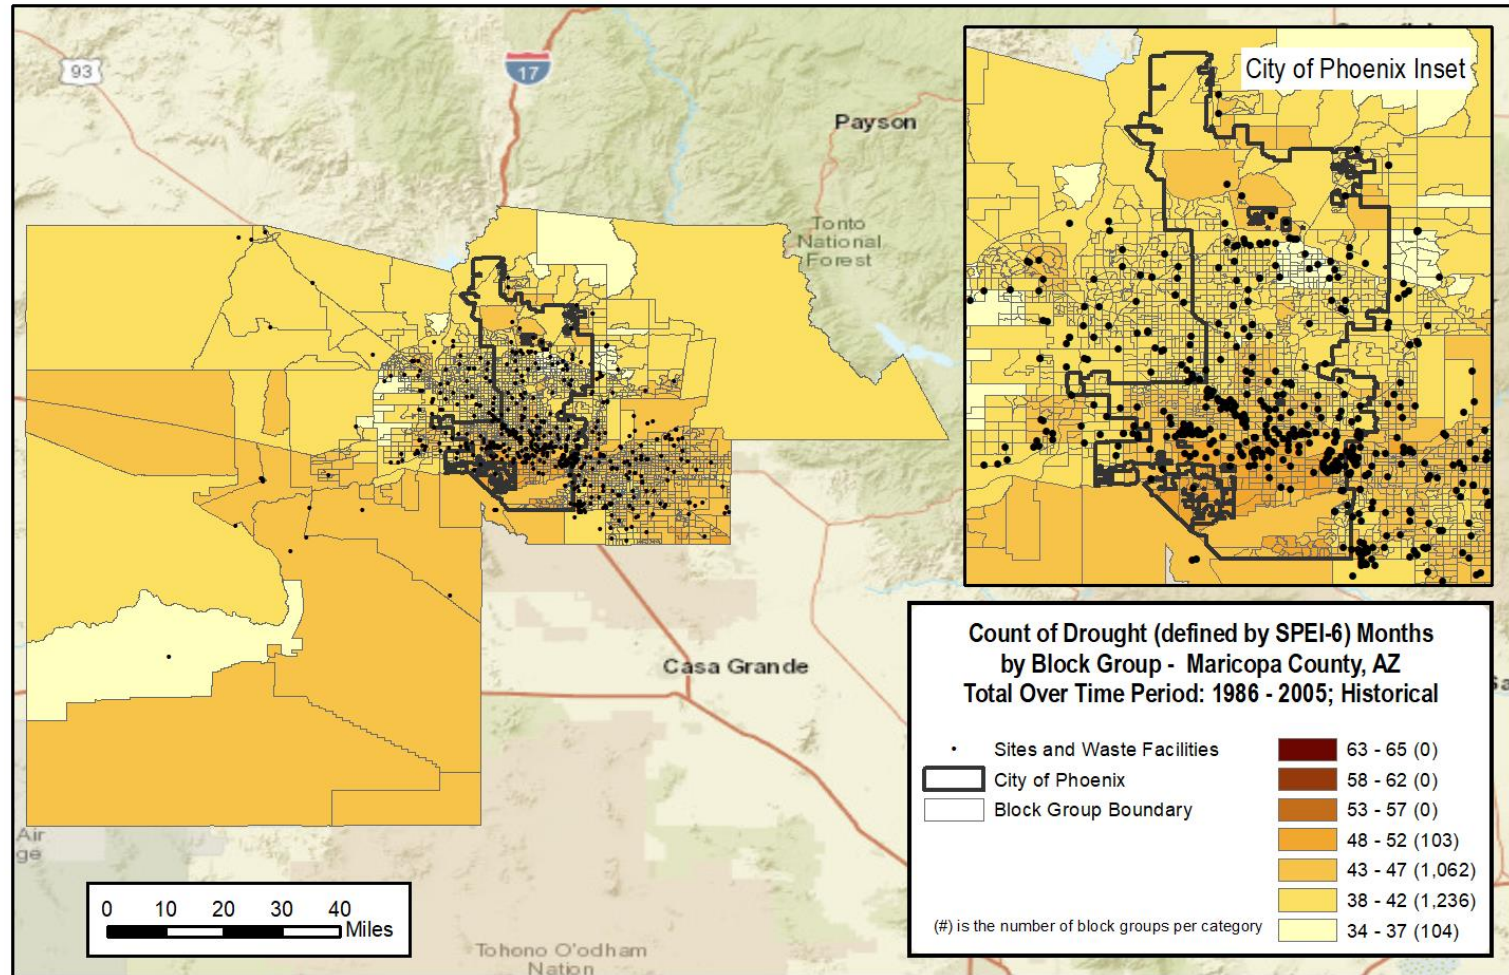 93
17
Payson
Tonto
National
Forest
Casa Grande
Tohono O'odham
Nation
Air
ge
Sa
City of Phoenix Inset
Count of Drought (defined by SPEI-6) Months
by Block Group - Maricopa County, AZ
Total Over Time Period: 1986 - 2005; Historical
Sites and Waste Facilities
City of Phoenix
Block Group Boundary
63 - 65 (0)
58 - 62 (0)
53 - 57 (0)
48 - 52 (103)
43 - 47 (1,062)
38 - 42 (1,236)
34 - 37 (104)
(#) is the number of block groups per category
0 10 20 30 40
Miles